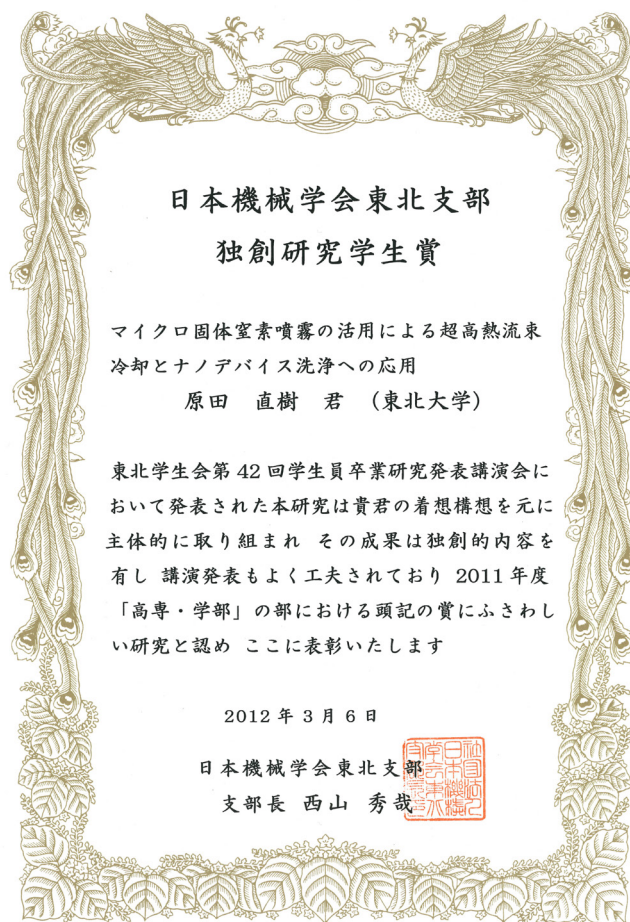 日本機械学会東北支部
独創研究学生賞
マイクロ固体窒素噴霧の活用による超高熱流束
冷却とナノデバイス洗浄への応用
原田 直樹 君 (東北大学)
東北学生会第 42 回学生員卒業研究発表講演会に
おいて発表された本研究は貴君の着想構想を元に
主体的に取り組まれ その成果は独創的内容を
有し 講演発表もよく工夫されており 2011 年度
「高専・学部」の部における頭記の賞にふさわし
い研究と認め ここに表彰いたします
2012 年 3 月 6 日
日本機械学会東北支部
支部長 西山 秀哉